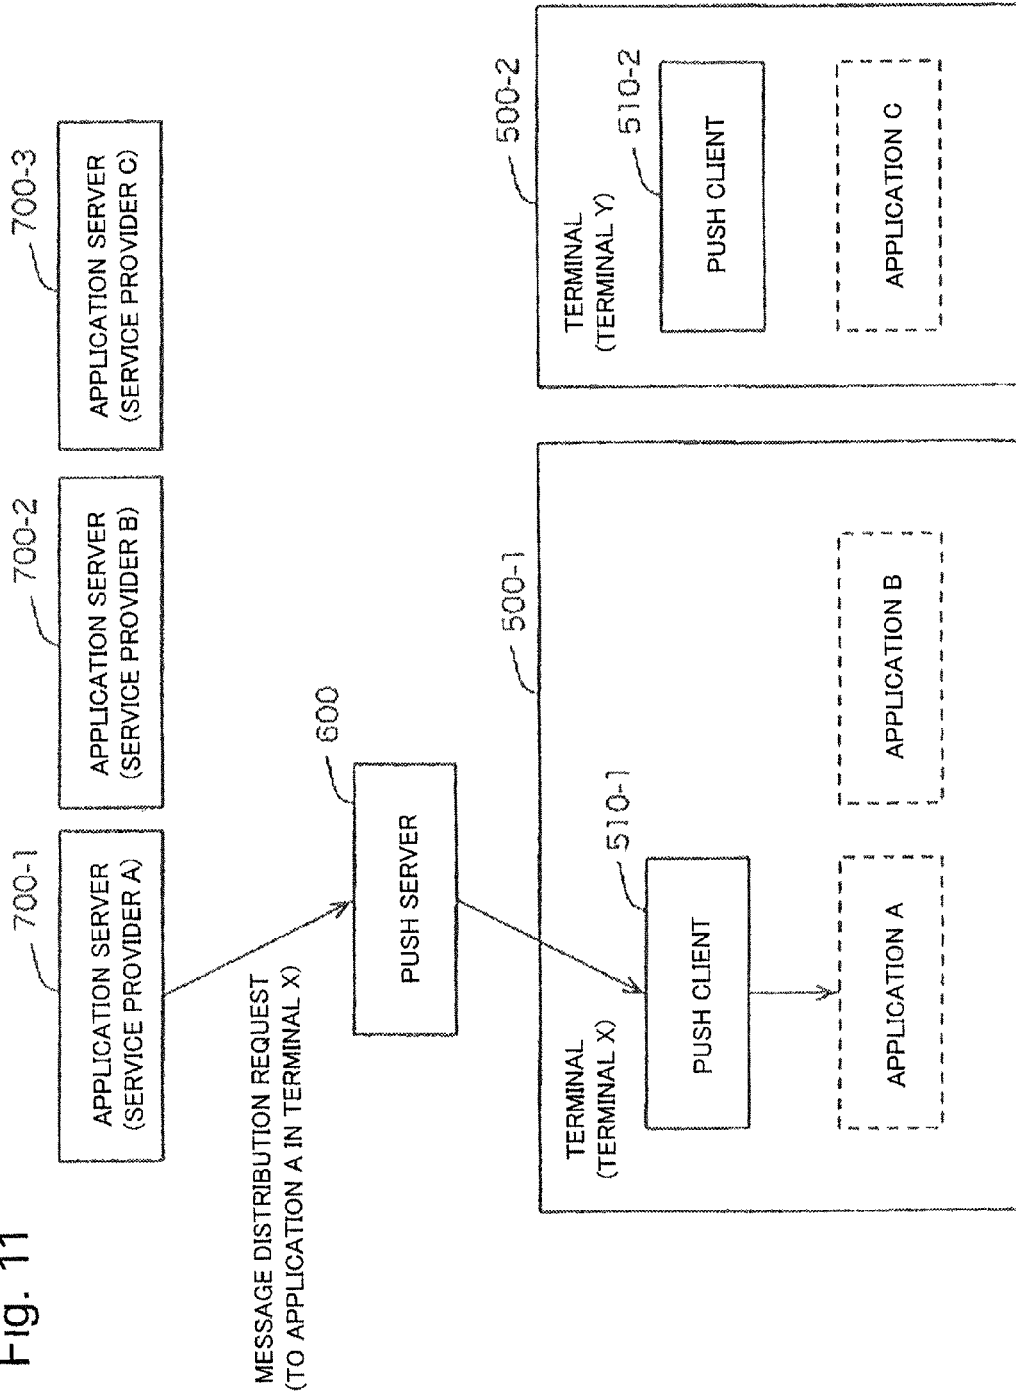 Fig. 11
700-1
APPLICATION SERVER
(SERVICE PROVIDER A)
700-2
APPLICATION SERVER
(SERVICE PROVIDER B)
700-3
APPLICATION SERVER
(SERVICE PROVIDER C)
MESSAGE DISTRIBUTION REQUEST
(TO APPLICATION A IN TERMINAL X)
600
PUSH SERVER
500-1
TERMINAL
(TERMINAL X)
510-1
PUSH CLIENT
APPLICATION A
APPLICATION B
500-2
TERMINAL
(TERMINAL Y)
510-2
PUSH CLIENT
APPLICATION C